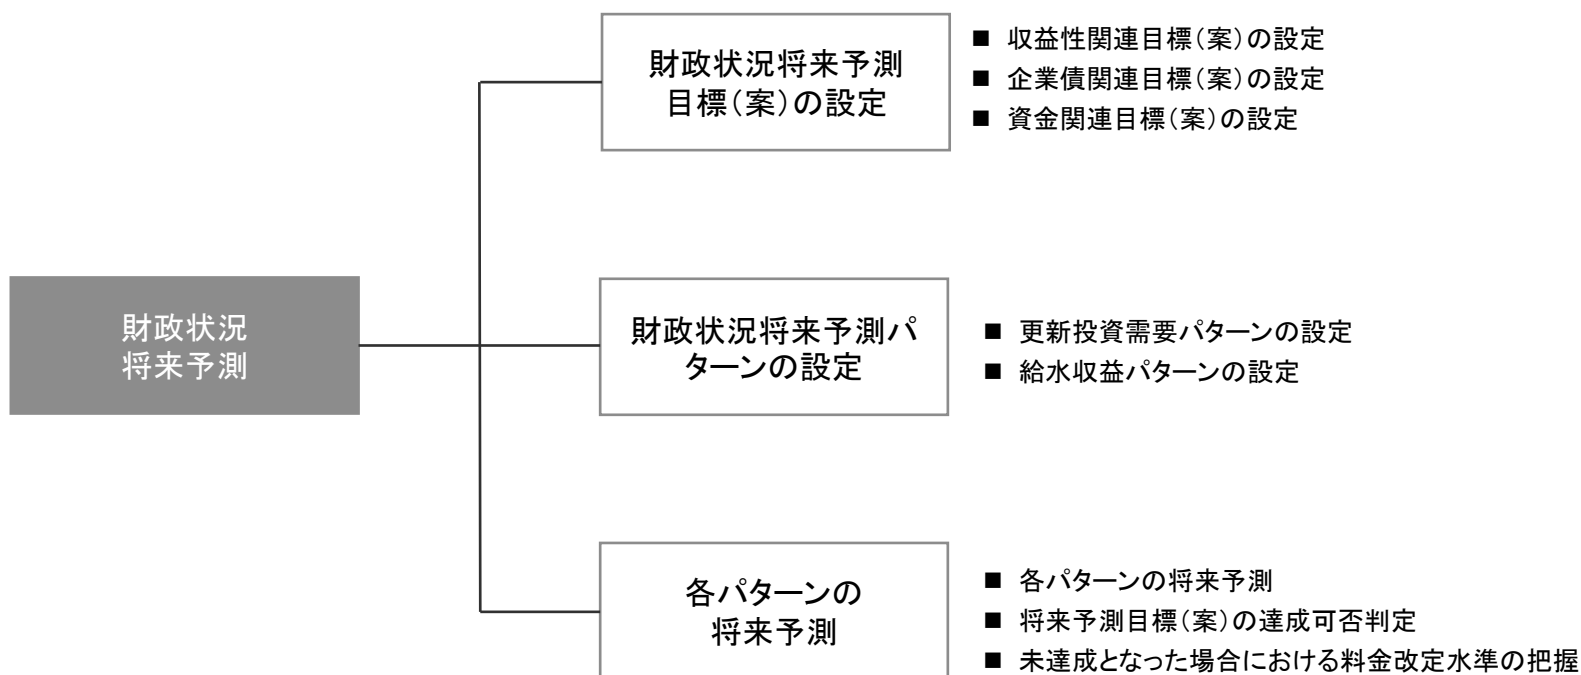 財政状況
将来予測
財政状況将来予測
目標（案）の設定
■ 収益性関連目標（案）の設定
■ 企業債関連目標（案）の設定
■ 資金関連目標（案）の設定
財政状況将来予測パ
ターンの設定
■ 更新投資需要パターンの設定
■ 給水収益パターンの設定
各パターンの
将来予測
■ 各パターンの将来予測
■ 将来予測目標（案）の達成可否判定
■ 未達成となった場合における料金改定水準の把握